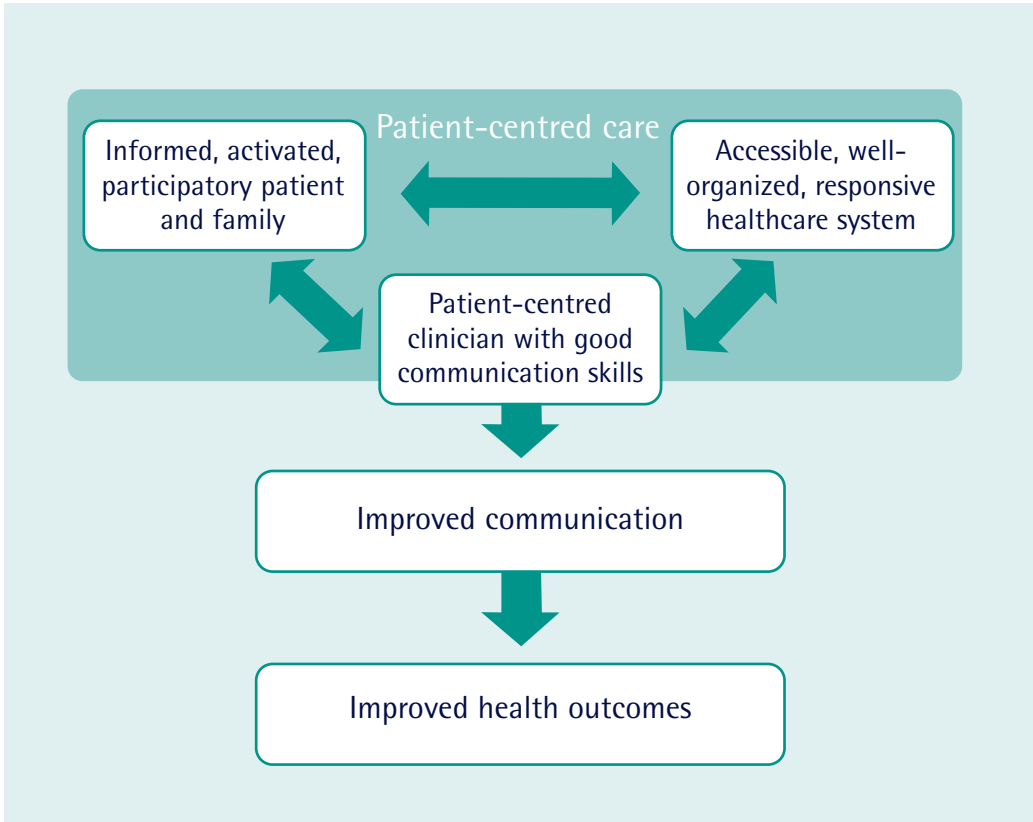 Patient-centred care
Informed, activated,
participatory patient
and family
Accessible, well-
organized, responsive
healthcare system
Patient-centred
clinician with good
communication skills
Improved communication
Improved health outcomes